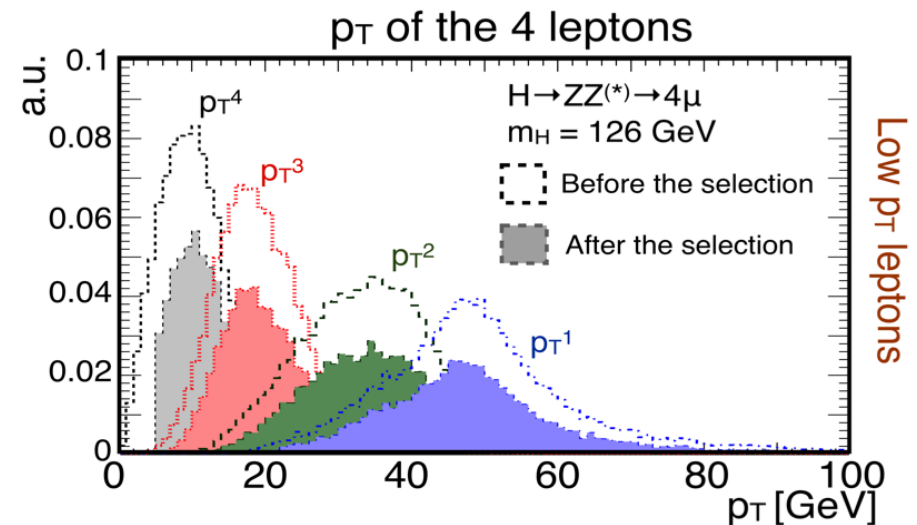 pT of the 4 leptons
a.u.
0.1
0.08
0.06
0.04
0.02
0
pT4
pT3
pT2
pT1
H→ZZ(*)→4μ
mH = 126 GeV
Before the selection
After the selection
0 20 40 60 80 100
pT [GeV]
Low pT leptons